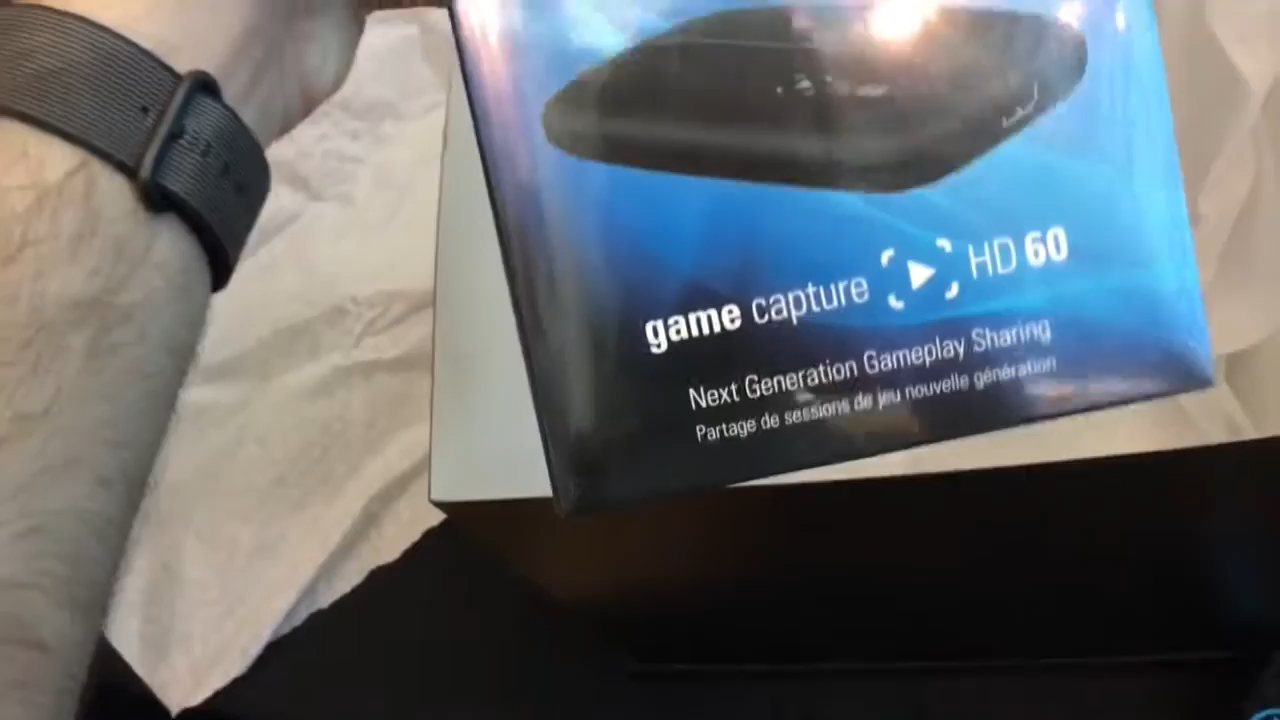 game capture HD 60
Next Generation Gameplay Sharing
Partage de sessions de jeu nouvelle génération